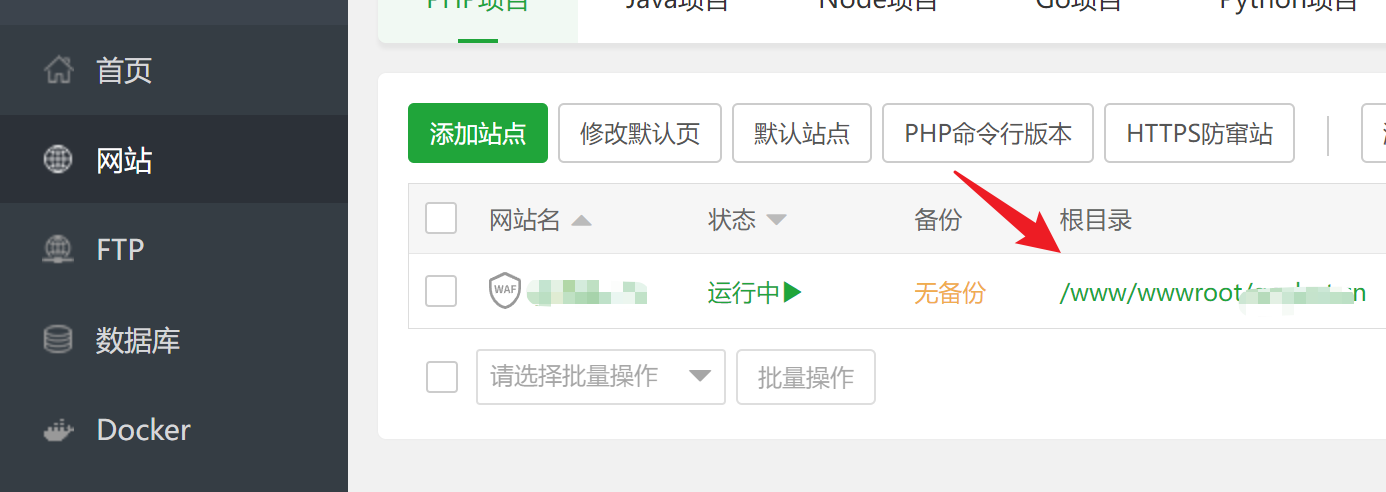 PHP项目 Java项目 Node项目 Go项目 Python项目
首页
网站
FTP
数据库
Docker
添加站点 修改默认页 默认站点 PHP命令行版本 HTTPS防窜站
网站名 状态 备份 根目录
WAF 运行中 无备份 /www/wwwroot/
请选择批量操作 批量操作